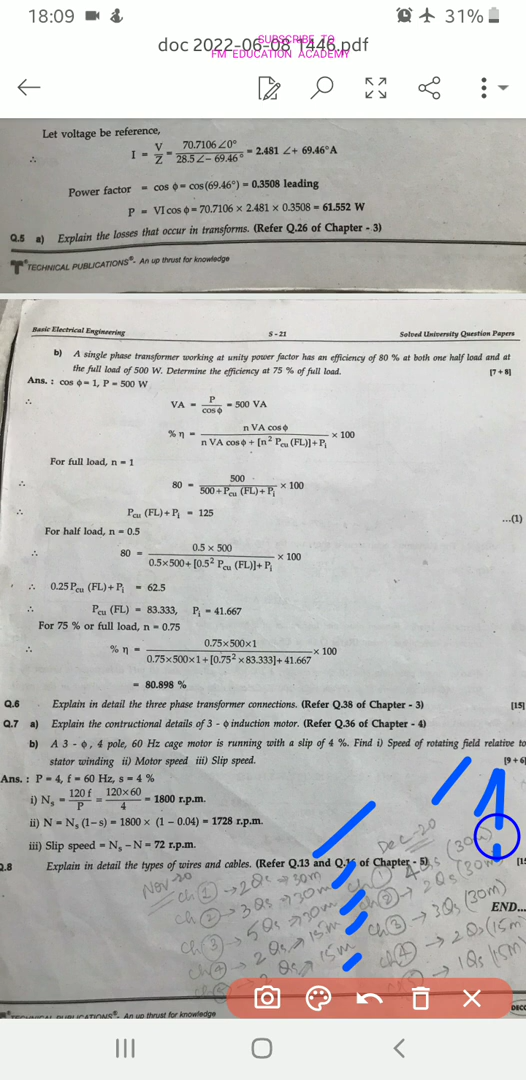 18:09 31%
SUBSCRIBE TO
doc 2022-06-08 1446.pdf
FM EDUCATION ACADEMY
Let voltage be reference,
∴ I = V/Z = 70.7106∠0°/28.5∠– 69.46° = 2.481 ∠+ 69.46° A
Power factor = cos ϕ = cos(69.46°) = 0.3508 leading
P = VI cos ϕ = 70.7106 × 2.481 × 0.3508 = 61.552 W
Q.5 a) Explain the losses that occur in transforms. (Refer Q.26 of Chapter - 3)
TECHNICAL PUBLICATIONS®- An up thrust for knowledge
Basic Electrical Engineering S - 21 Solved University Question Papers
b) A single phase transformer working at unity power factor has an efficiency of 80 % at both one half load and at
the full load of 500 W. Determine the efficiency at 75 % of full load. [7 + 8]
Ans. : cos ϕ = 1, P = 500 W
∴ VA = P/cos ϕ = 500 VA
% η = n VA cos ϕ/n VA cos ϕ + [n² Pcu (FL)] + Pi × 100
For full load, n = 1
∴ 80 = 500/500 + Pcu (FL) + Pi × 100
∴ Pcu (FL) + Pi = 125 ...(1)
For half load, n = 0.5
∴ 80 = 0.5 × 500/0.5×500 + [0.5² Pcu (FL)] + Pi × 100
∴ 0.25 Pcu (FL) + Pi = 62.5
∴ Pcu (FL) = 83.333, Pi = 41.667
For 75 % or full load, n = 0.75
∴ % η = 0.75×500×1/0.75×500×1 + [0.75² × 83.333] + 41.667 × 100
= 80.898 %
Q.6 Explain in detail the three phase transformer connections. (Refer Q.38 of Chapter - 3) [15]
Q.7 a) Explain the contructional details of 3 - ϕ induction motor. (Refer Q.36 of Chapter - 4)
b) A 3 - ϕ, 4 pole, 60 Hz cage motor is running with a slip of 4 %. Find i) Speed of rotating field relative to
stator winding ii) Motor speed iii) Slip speed. [9 + 6]
Ans. : P = 4, f = 60 Hz, s = 4 %
i) Ns = 120 f/P = 120×60/4 = 1800 r.p.m.
ii) N = Ns (1 – s) = 1800 × (1 – 0.04) = 1728 r.p.m.
iii) Slip speed = Ns – N = 72 r.p.m.
Q.8 Explain in detail the types of wires and cables. (Refer Q.13 and Q.16 of Chapter - 5)
END...
Nov-20
ch ① → 2Qs → 30m
ch ② → 3Qs → 30m
ch ③ → 5Qs → 30m
ch ④ → 2Qs → 15m
Qs → 15m
Dec-20
ch ① → 4Qs (30m)
ch ② → 2Qs (30m)
ch ③ → 3Qs (30m)
ch ④ → 2Qs (15m)
→ 1Qs (15m)
TECHNICAL PUBLICATIONS®- An up thrust for knowledge